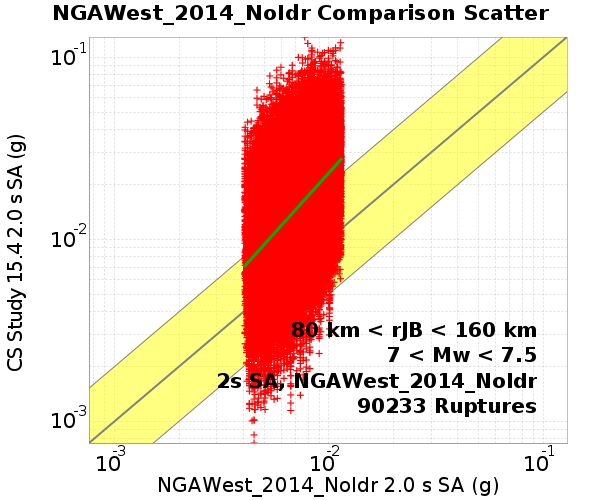 NGAWest_2014_NoIdr Comparison Scatter
CS Study 15.4 2.0 s SA (g)
10⁻¹
10⁻²
10⁻³
80 km < rJB < 160 km
7 < Mw < 7.5
2s SA, NGAWest_2014_NoIdr
90233 Ruptures
10⁻³ 10⁻² 10⁻¹
NGAWest_2014_NoIdr 2.0 s SA (g)